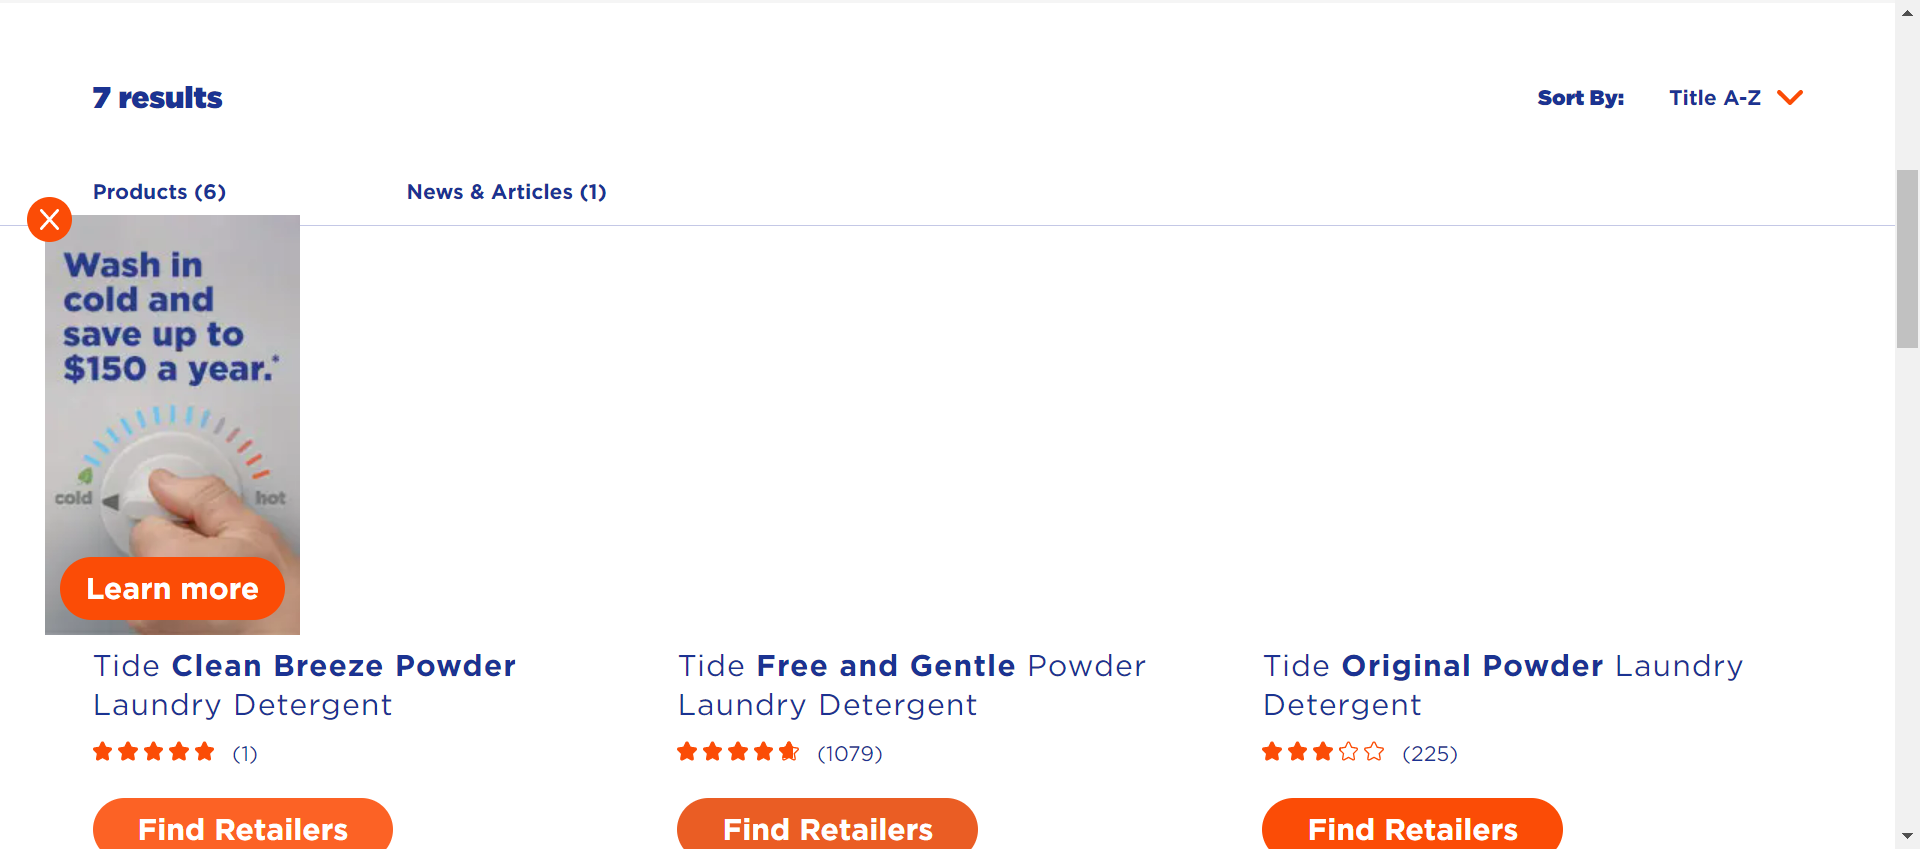 7 results
Sort By: Title A-Z
Products (6) News & Articles (1)
Wash in
cold and
save up to
$150 a year.*
cold hot
Learn more
Tide Clean Breeze Powder
Laundry Detergent
(1)
Find Retailers
Tide Free and Gentle Powder
Laundry Detergent
(1079)
Find Retailers
Tide Original Powder Laundry
Detergent
(225)
Find Retailers